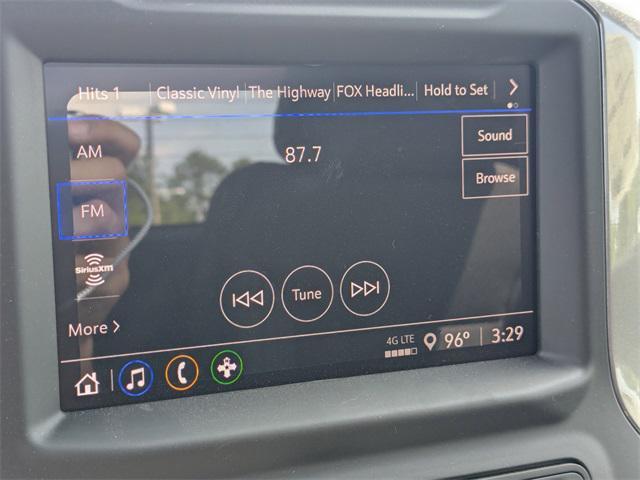 Hits 1 Classic Vinyl The Highway FOX Headli... Hold to Set
AM
87.7
Sound
FM
Browse
SiriusXM
Tune
More
4G LTE 96° 3:29